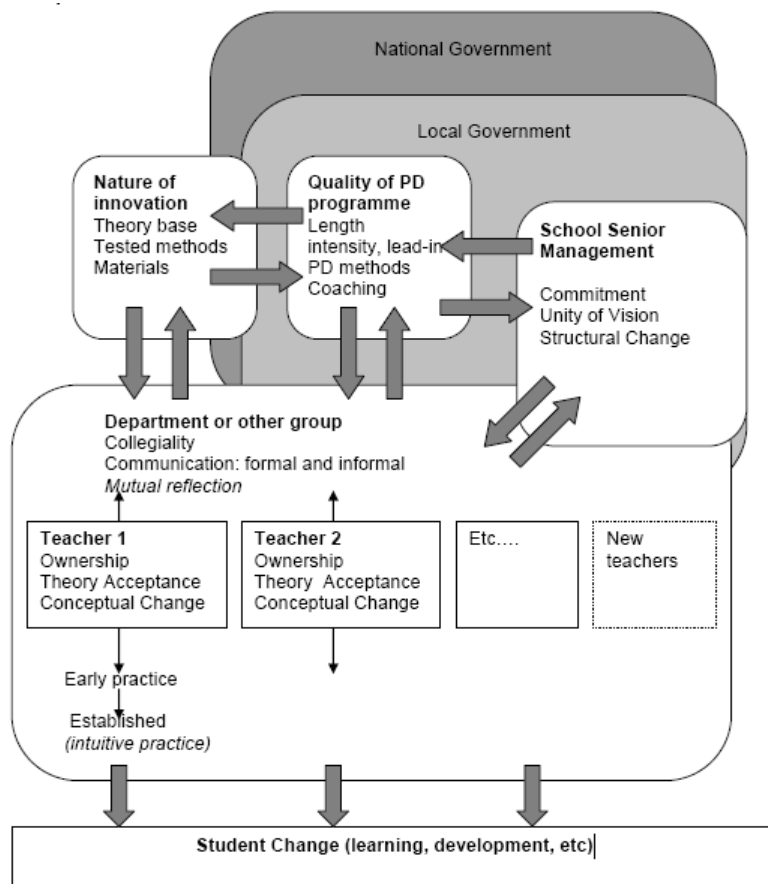 National Government
Local Government
Nature of
innovation
Theory base
Tested methods
Materials
Quality of PD
programme
Length
intensity, lead-in
PD methods
Coaching
School Senior
Management
Commitment
Unity of Vision
Structural Change
Department or other group
Collegiality
Communication: formal and informal
Mutual reflection
Teacher 1
Ownership
Theory Acceptance
Conceptual Change
Teacher 2
Ownership
Theory Acceptance
Conceptual Change
Etc....
New
teachers
Early practice
Established
(intuitive practice)
Student Change (learning, development, etc)